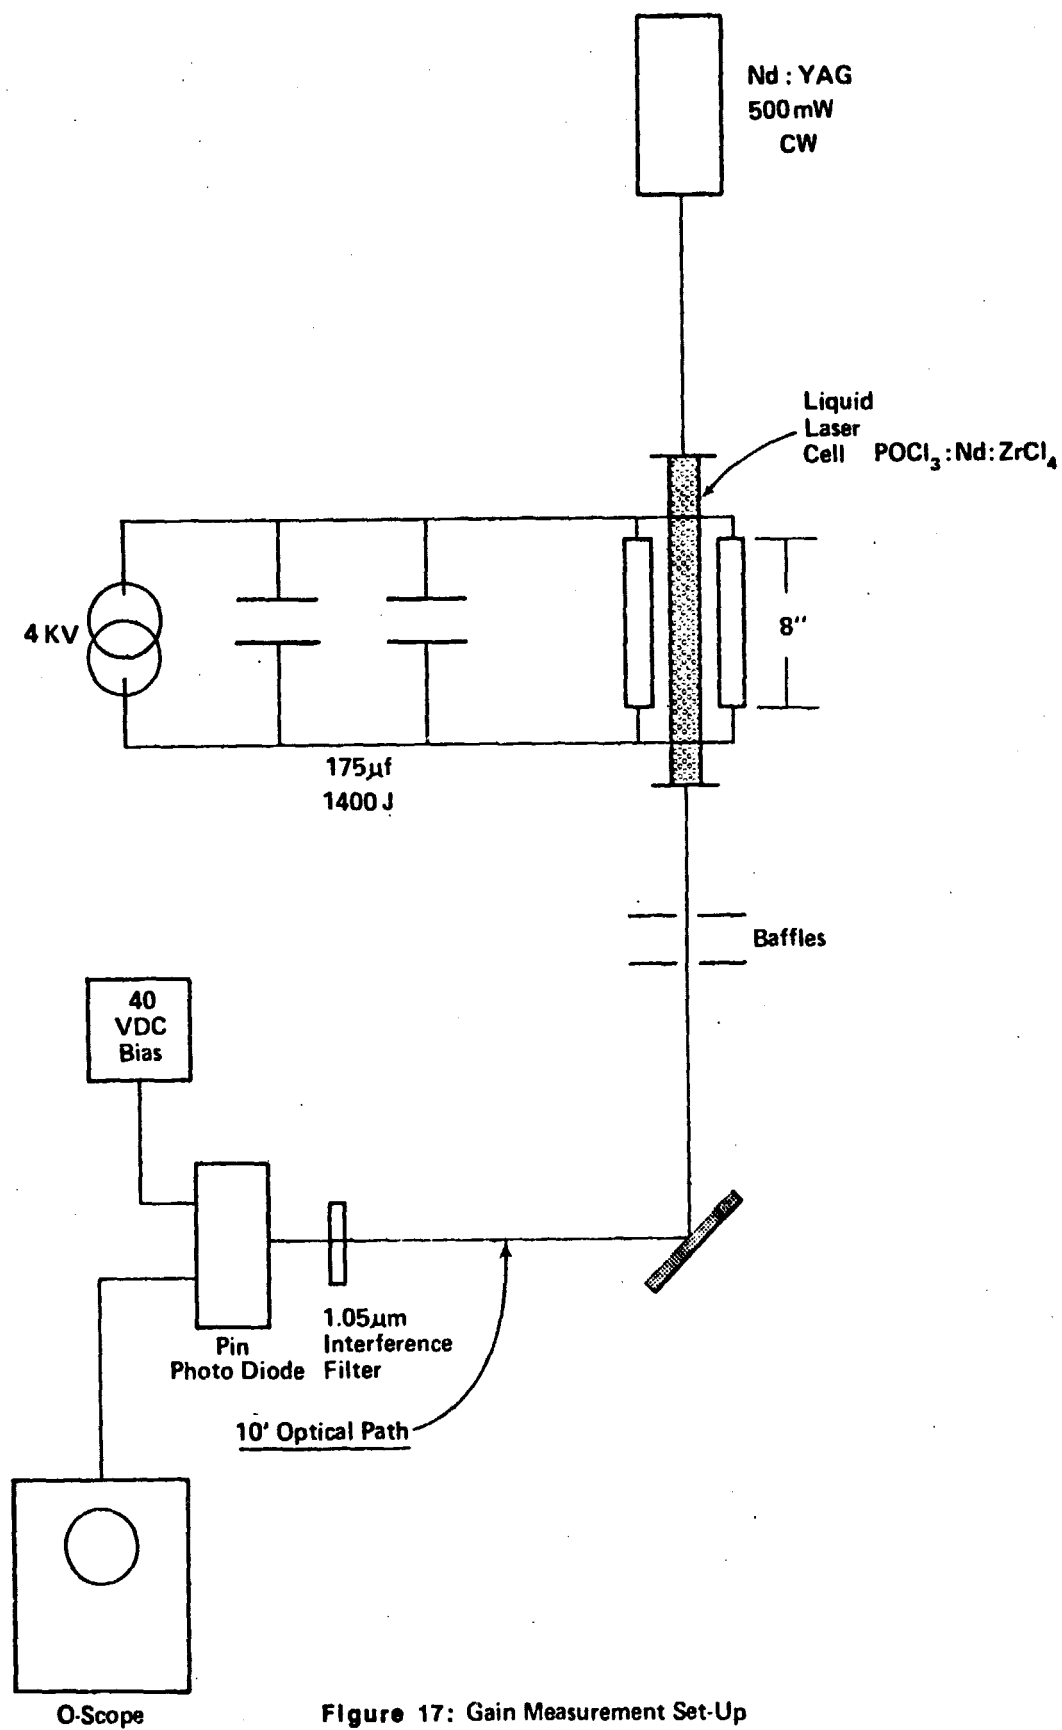 Nd : YAG
500 mW
CW
Liquid
Laser
Cell POCl₃:Nd:ZrCl₄
4 KV
8"
175µf
1400 J
Baffles
40
VDC
Bias
1.05µm
Interference
Filter
Pin
Photo Diode
10' Optical Path
O-Scope
Figure 17: Gain Measurement Set-Up